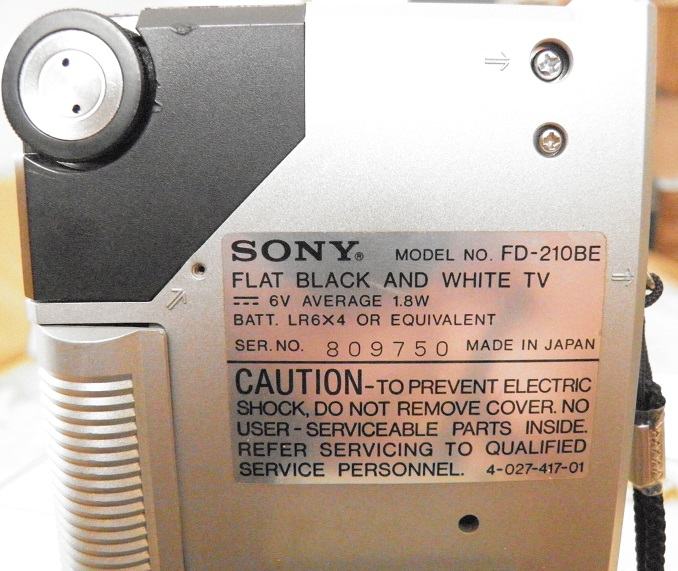 SONY® MODEL NO. FD-210BE
FLAT BLACK AND WHITE TV
⎓ 6V AVERAGE 1.8W
BATT. LR6×4 OR EQUIVALENT
SER. NO. 809750 MADE IN JAPAN
CAUTION-TO PREVENT ELECTRIC
SHOCK, DO NOT REMOVE COVER. NO
USER-SERVICEABLE PARTS INSIDE.
REFER SERVICING TO QUALIFIED
SERVICE PERSONNEL. 4-027-417-01